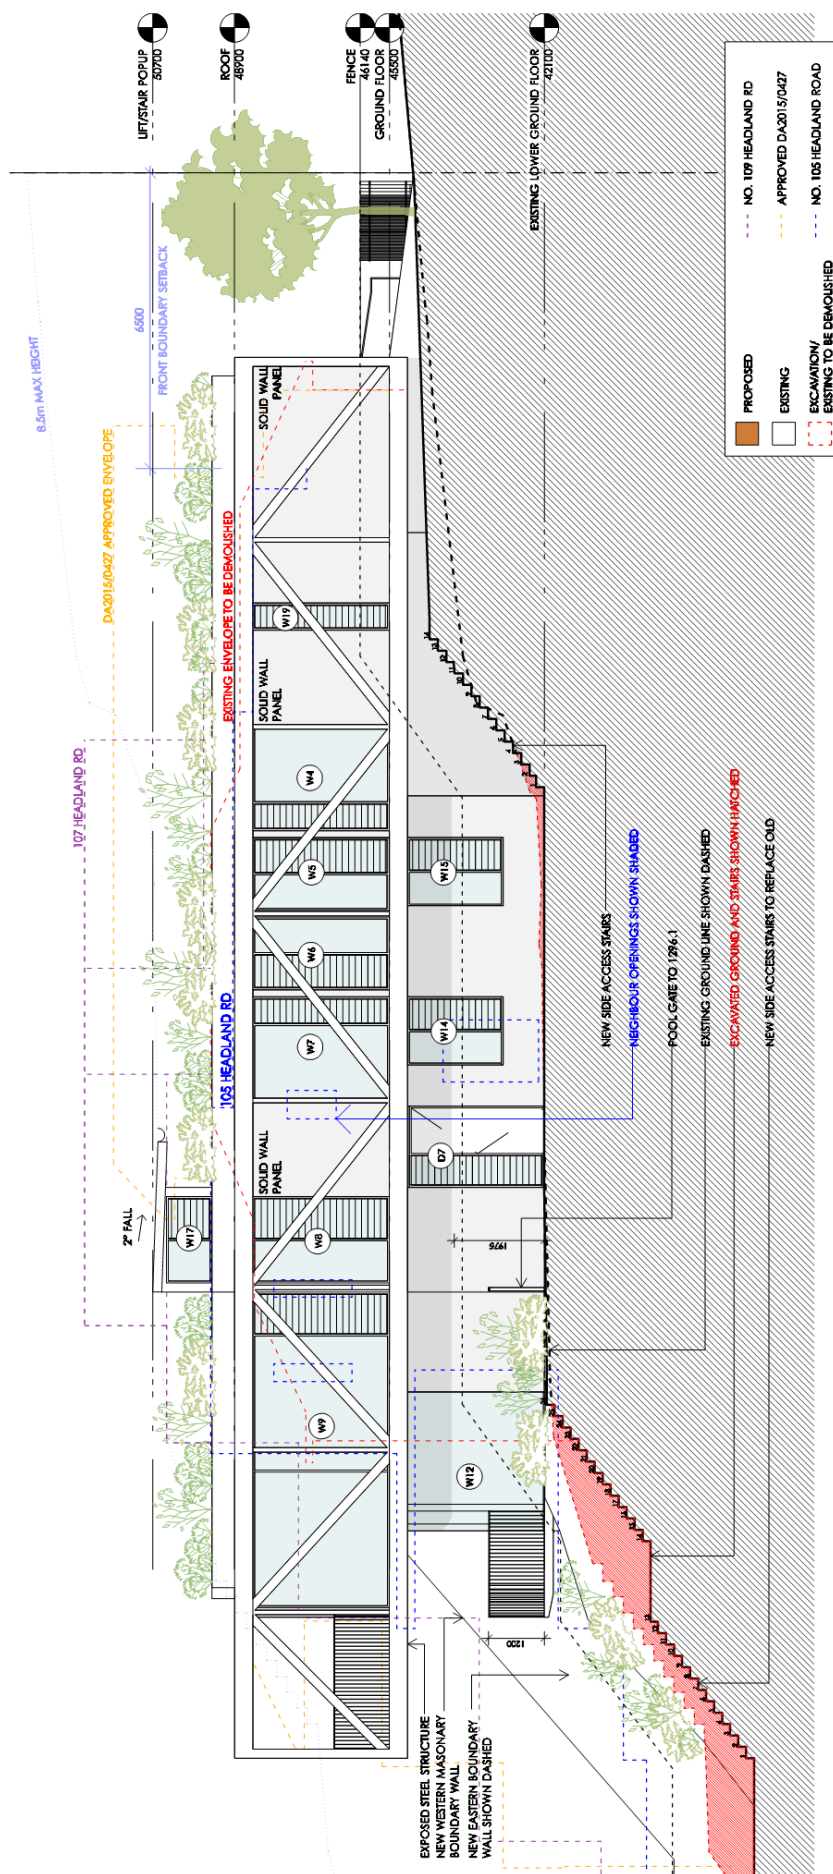 LIFT/STAIR POPUP
50700
ROOF
48900
FENCE
46140
GROUND FLOOR
45500
EXISTING LOWER GROUND FLOOR
42100
8.5m MAX HEIGHT
6500
FRONT BOUNDARY SETBACK
DA2015/0427 APPROVED ENVELOPE
107 HEADLAND RD
EXISTING ENVELOPE TO BE DEMOLISHED
105 HEADLAND RD
2° FALL
SOLID WALL
PANEL
W19
SOLID WALL
PANEL
W4
W5
W6
W7
SOLID WALL
PANEL
W8
W17
W9
W15
W14
D7
W12
1975
1200
EXPOSED STEEL STRUCTURE
NEW WESTERN MASONARY
BOUNDARY WALL
NEW EASTERN BOUNDARY
WALL SHOWN DASHED
NEW SIDE ACCESS STAIRS
NEIGHBOUR OPENINGS SHOWN SHADED
POOL GATE TO 1296.1
EXISTING GROUND LINE SHOWN DASHED
EXCAVATED GROUND AND STAIRS SHOWN HATCHED
NEW SIDE ACCESS STAIRS TO REPLACE OLD
PROPOSED
EXISTING
EXCAVATION/
EXISTING TO BE DEMOLISHED
NO. 109 HEADLAND RD
APPROVED DA2015/0427
NO. 105 HEADLAND ROAD